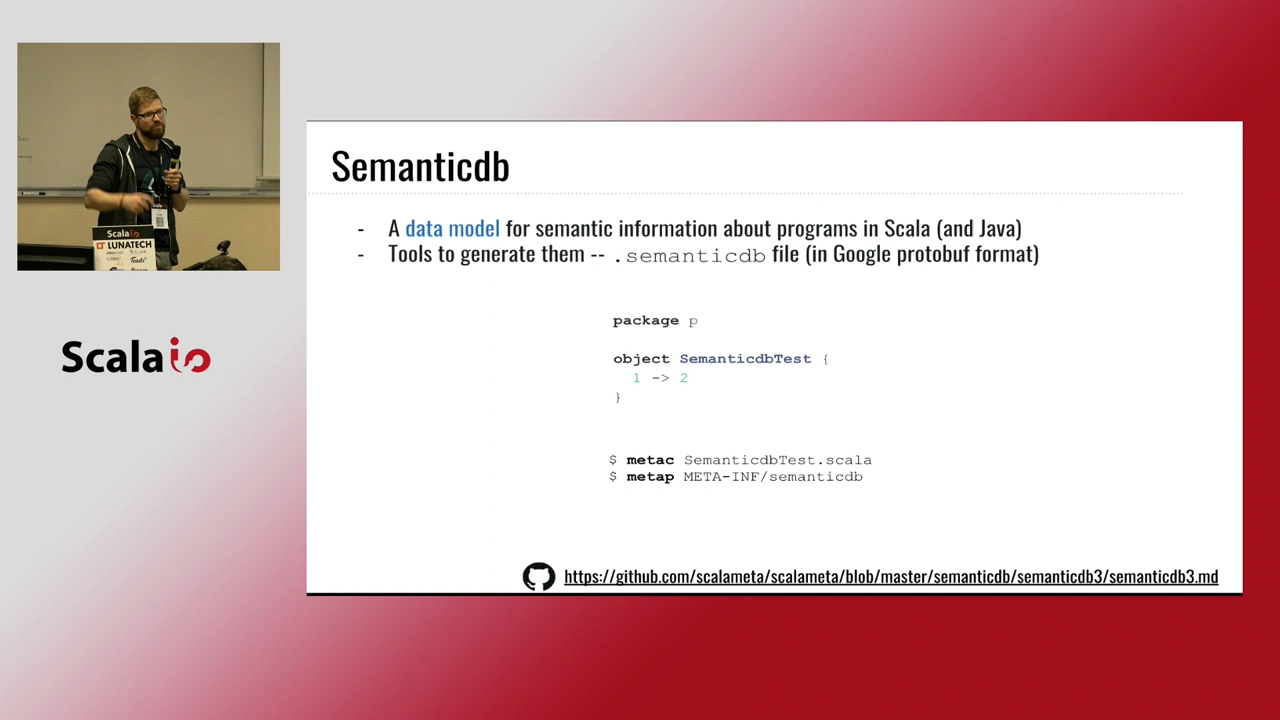 Scalaio
LUNATECH
Scalaio
Semanticdb
- A data model for semantic information about programs in Scala (and Java)
- Tools to generate them -- .semanticdb file (in Google protobuf format)
package p
object SemanticdbTest {
1 -> 2
}
$ metac SemanticdbTest.scala
$ metap META-INF/semanticdb
https://github.com/scalameta/scalameta/blob/master/semanticdb/semanticdb3/semanticdb3.md